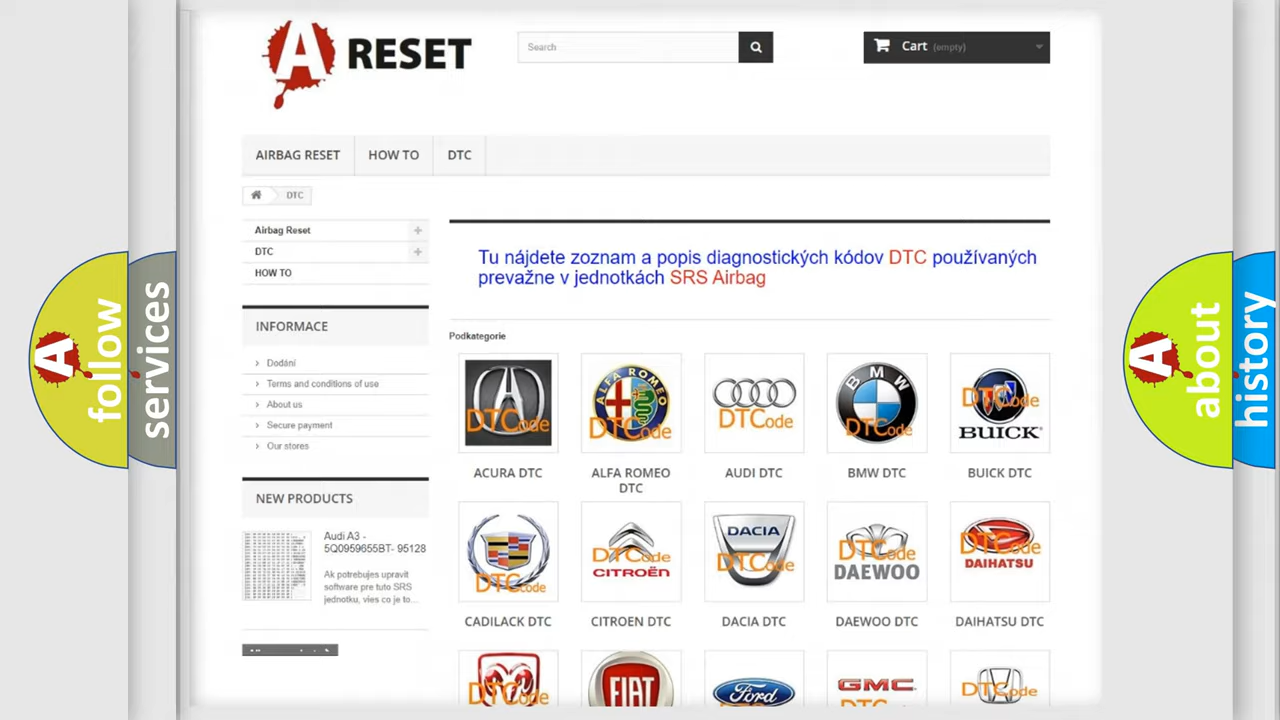 A RESET
Search
Cart (empty)
AIRBAG RESET
HOW TO
DTC
DTC
Airbag Reset
DTC
HOW TO
INFORMACE
Dodání
Terms and conditions of use
About us
Secure payment
Our stores
NEW PRODUCTS
Audi A3 -
5Q0959655BT- 95128
Ak potrebujes upravit
software pre tuto SRS
jednotku, vies co je to...
Tu nájdete zoznam a popis diagnostických kódov DTC používaných
prevažne v jednotkách SRS Airbag
Podkategorie
DTCode
ALFA ROMEO
DTCode
DTCode
BMW
DTCode
DTCode
BUICK
ACURA DTC
ALFA ROMEO
DTC
AUDI DTC
BMW DTC
BUICK DTC
DTCode
DTCode
CITROËN
DACIA
DTCode
DTCode
DAEWOO
DTCode
DAIHATSU
CADILACK DTC
CITROEN DTC
DACIA DTC
DAEWOO DTC
DAIHATSU DTC
DTCode
FIAT
Ford
GMC
DTCode
A follow
services
A about
history